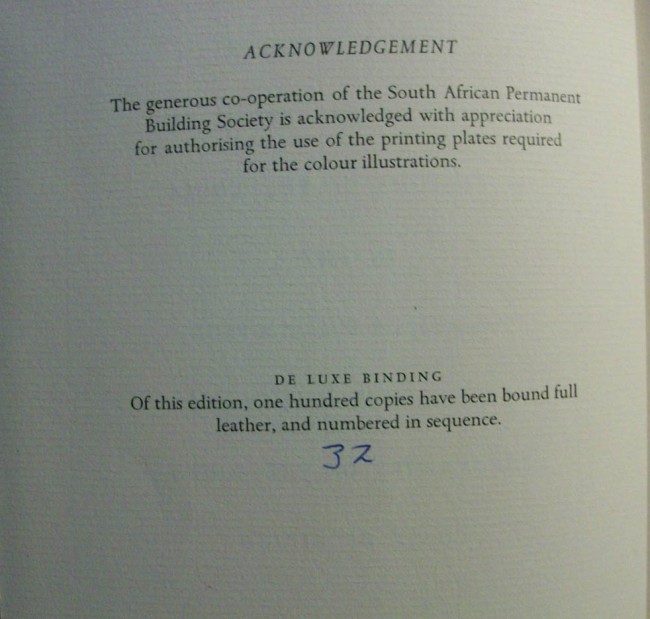 ACKNOWLEDGEMENT
The generous co-operation of the South African Permanent
Building Society is acknowledged with appreciation
for authorising the use of the printing plates required
for the colour illustrations.
DE LUXE BINDING
Of this edition, one hundred copies have been bound full
leather, and numbered in sequence.
32